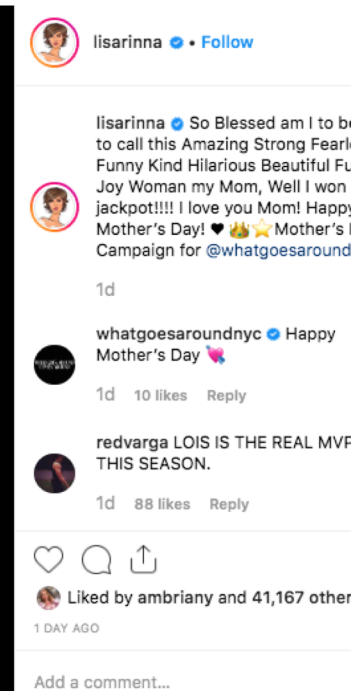 lisarinna • Follow
lisarinna So Blessed am I to be
to call this Amazing Strong Fearl
Funny Kind Hilarious Beautiful Fu
Joy Woman my Mom, Well I won
jackpot!!!! I love you Mom! Happy
Mother's Day! 🖤👑⭐Mother's
Campaign for @whatgoesaround
1d
whatgoesaroundnyc Happy
Mother's Day 💘
1d 10 likes Reply
redvarga LOIS IS THE REAL MVP
THIS SEASON.
1d 88 likes Reply
Liked by ambriany and 41,167 other
1 DAY AGO
Add a comment...